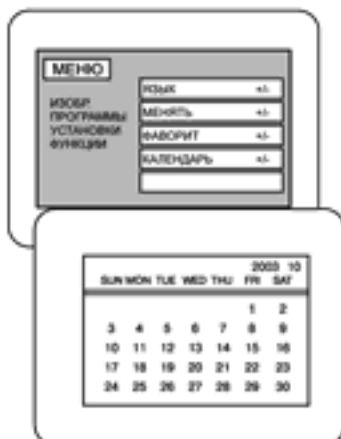 МЕНЮ
ИЗОБР.
ПРОГРАММЫ
УСТАНОВКИ
ФУНКЦИИ
ЯЗЫК +/-
МЕНЯТЬ +/-
ФАВОРИТ +/-
КАЛЕНДАРЬ +/-
2003 10
SUN MON TUE WED THU FRI SAT
1 2
3 4 5 6 7 8 9
10 11 12 13 14 15 16
17 18 19 20 21 22 23
24 25 26 27 28 29 30